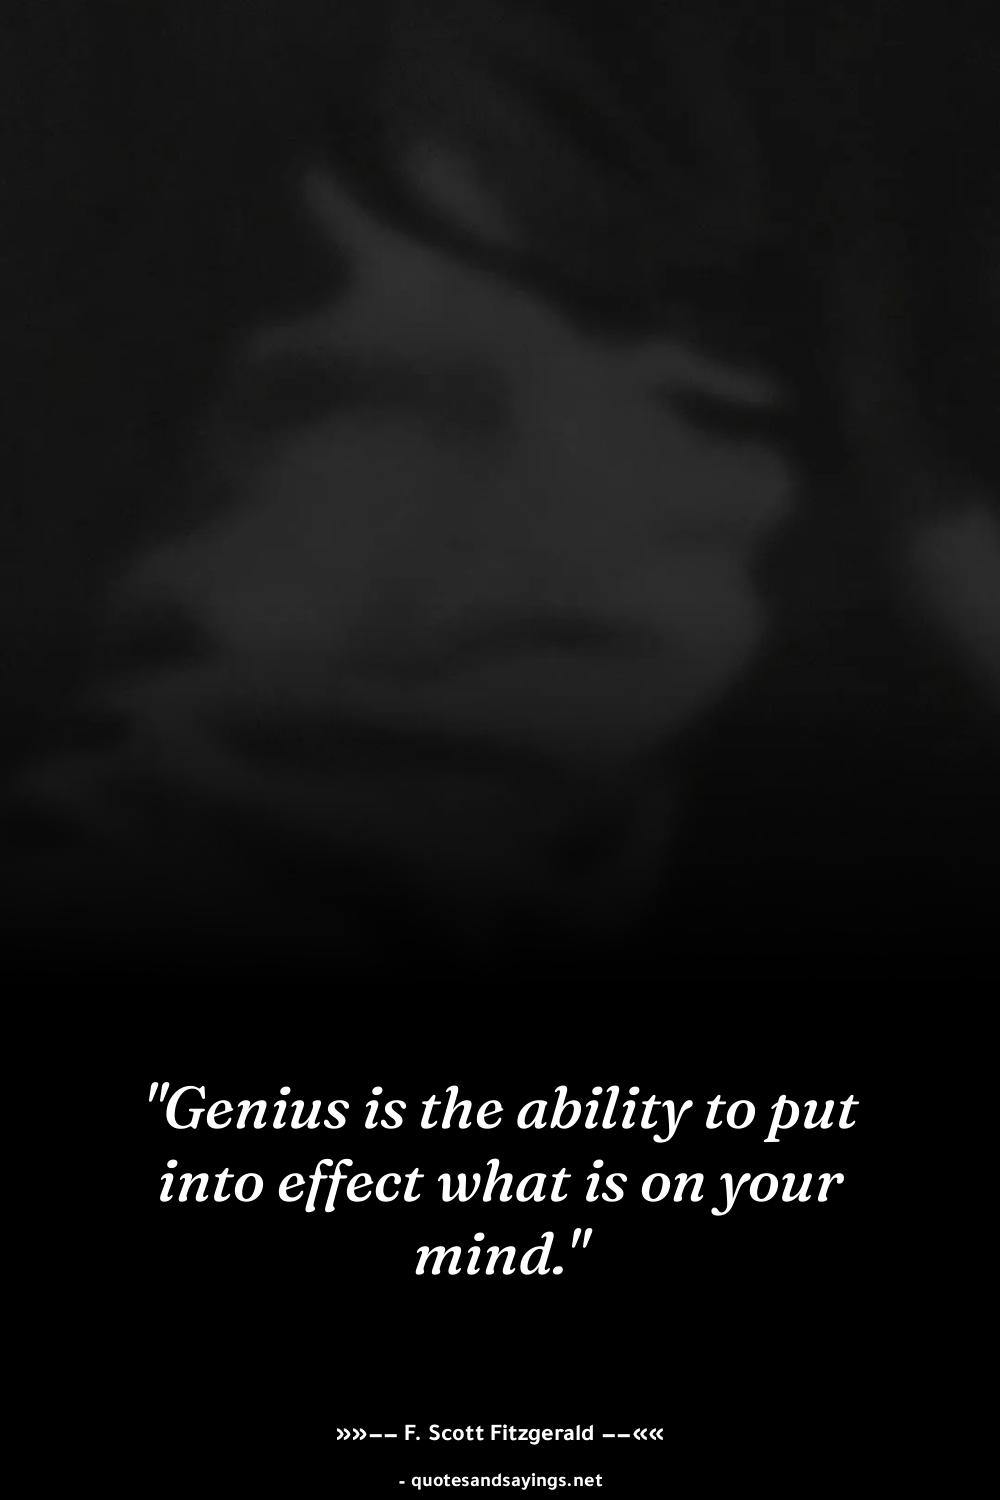 "Genius is the ability to put
into effect what is on your
mind."
»»–– F. Scott Fitzgerald ––««
- quotesandsayings.net